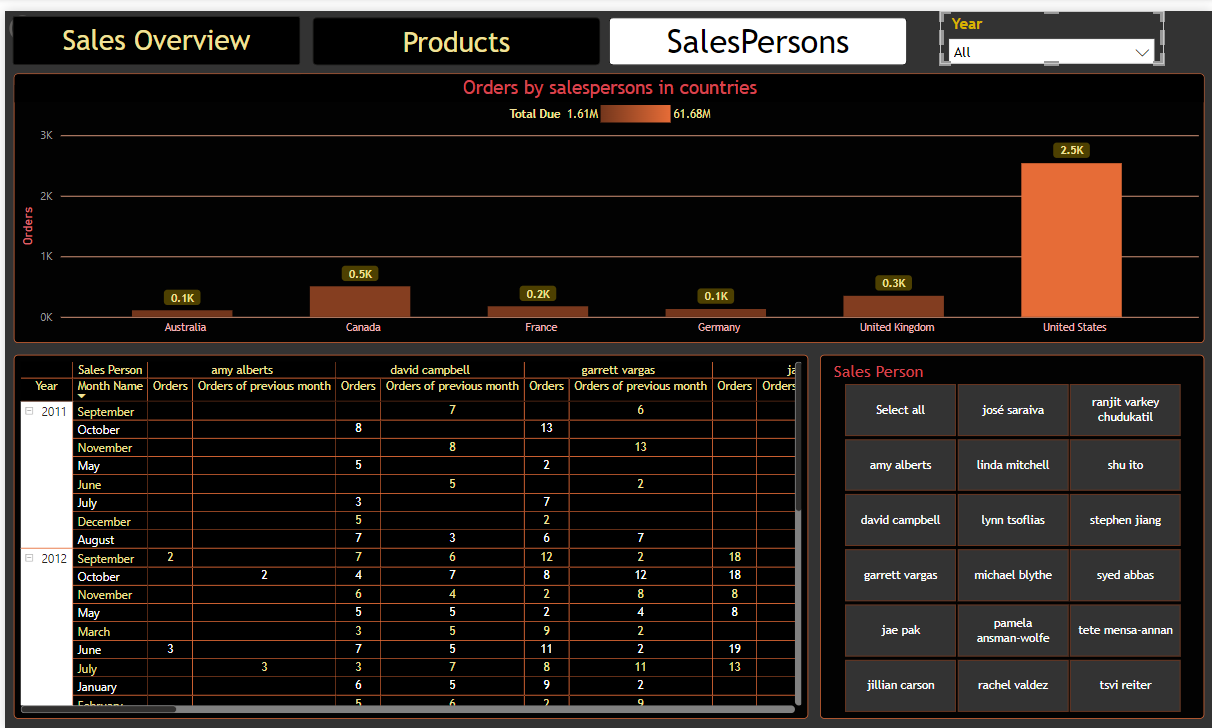 Sales Overview Products SalesPersons
Year
All
Orders by salespersons in countries
Total Due 1.61M 61.68M
3K
2K
1K
0K
Orders
0.1K 0.5K 0.2K 0.1K 0.3K 2.5K
Australia Canada France Germany United Kingdom United States
Sales Person amy alberts david campbell garrett vargas ja
Year Month Name Orders Orders of previous month Orders Orders of previous month Orders Orders of previous month Orders Orders
2011 September 7 6
October 8 13
November 8 13
May 5 2
June 5 2
July 3 7
December 5 2
August 7 3 6 7
2012 September 2 7 6 12 2 18
October 2 4 7 8 12 18
November 6 4 2 8 8
May 5 5 2 4 8
March 3 5 9 2
June 3 7 5 11 2 19
July 3 3 7 8 11 13
January 6 5 9 2
February 5 6 2 9
Sales Person
Select all
josé saraiva
ranjit varkey
chudukatil
amy alberts
linda mitchell
shu ito
david campbell
lynn tsoflias
stephen jiang
garrett vargas
michael blythe
syed abbas
jae pak
pamela
ansman-wolfe
tete mensa-annan
jillian carson
rachel valdez
tsvi reiter